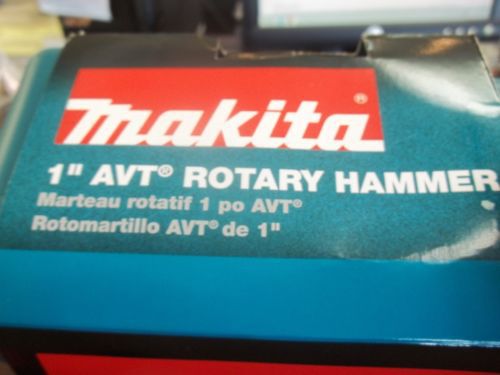 makita®
1" AVT® ROTARY HAMMER
Marteau rotatif 1 po AVT®
Rotomartillo AVT® de 1"